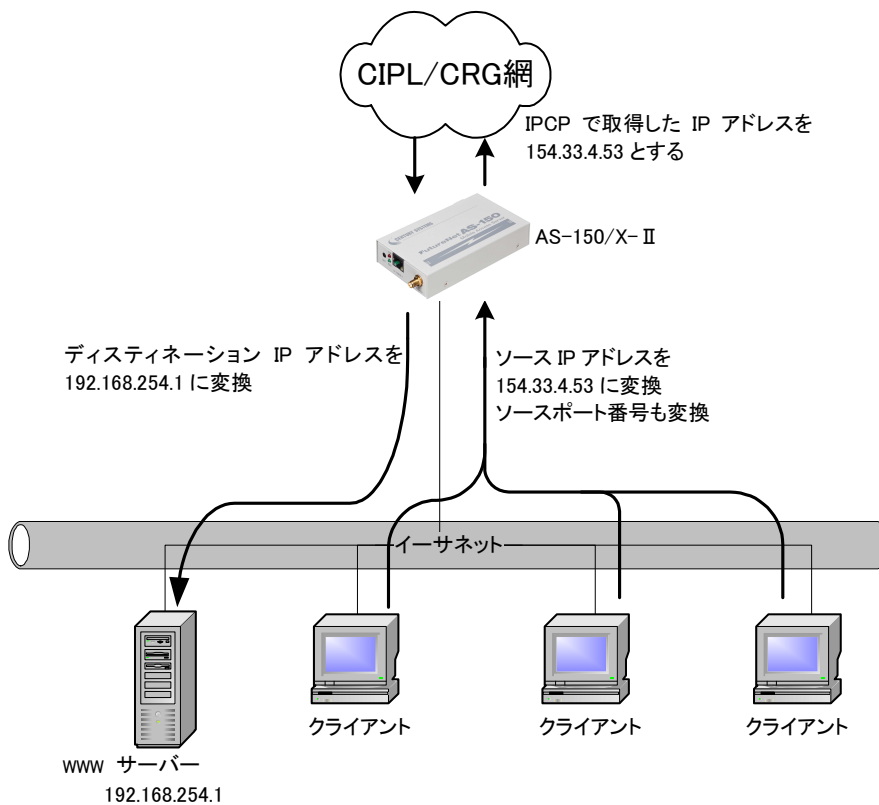 CIPL/CRG網
IPCP で取得した IP アドレスを
154.33.4.53 とする
CENTURY SYSTEMS
FutureNet AS-150
AS-150/X-Ⅱ
ディスティネーション IP アドレスを
192.168.254.1 に変換
ソース IP アドレスを
154.33.4.53 に変換
ソースポート番号も変換
イーサネット
クライアント
クライアント
クライアント
www サーバー
192.168.254.1